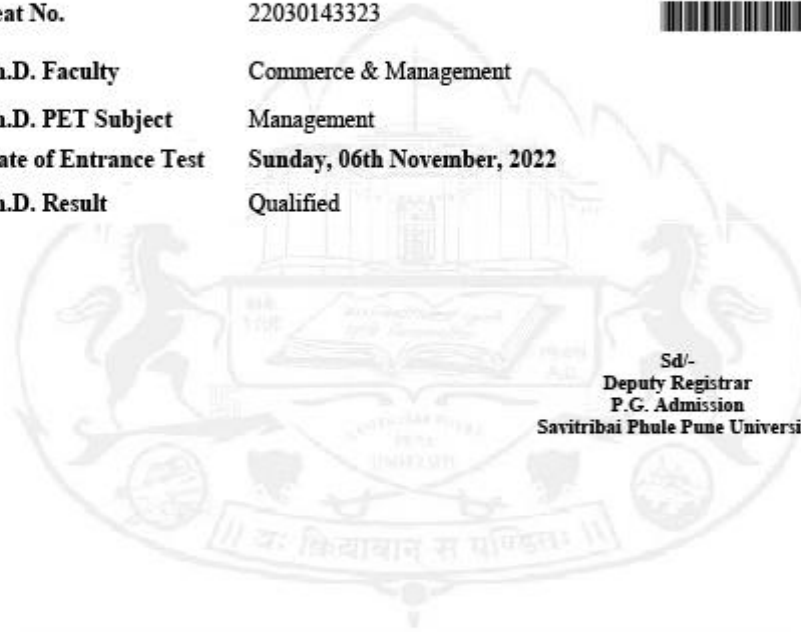 eat No. 22030143323
h.D. Faculty Commerce & Management
h.D. PET Subject Management
ate of Entrance Test Sunday, 06th November, 2022
h.D. Result Qualified
Sd/-
Deputy Registrar
P.G. Admission
Savitribai Phule Pune Universi
|| यः क्रियावान स पण्डितः ||